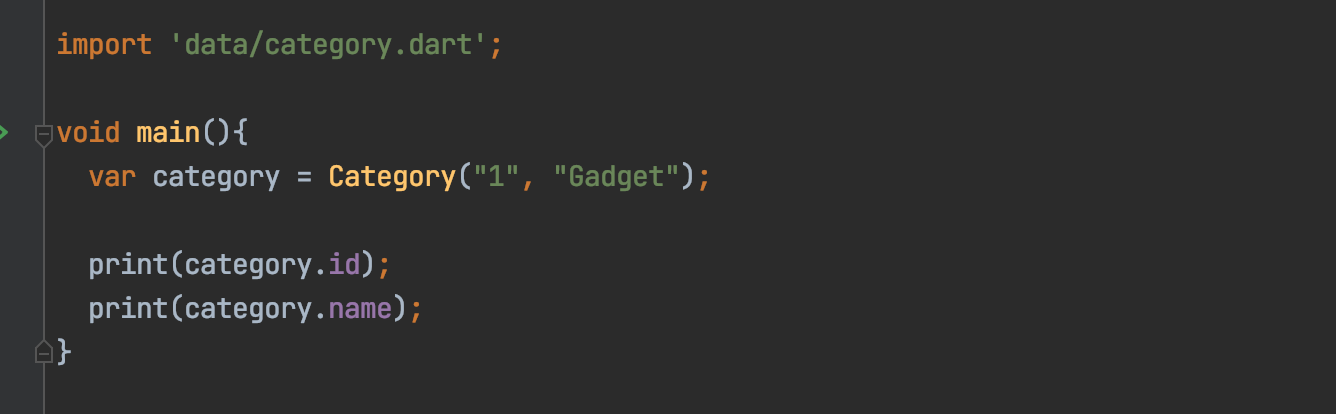 import 'data/category.dart';
void main(){
var category = Category("1", "Gadget");
print(category.id);
print(category.name);
}